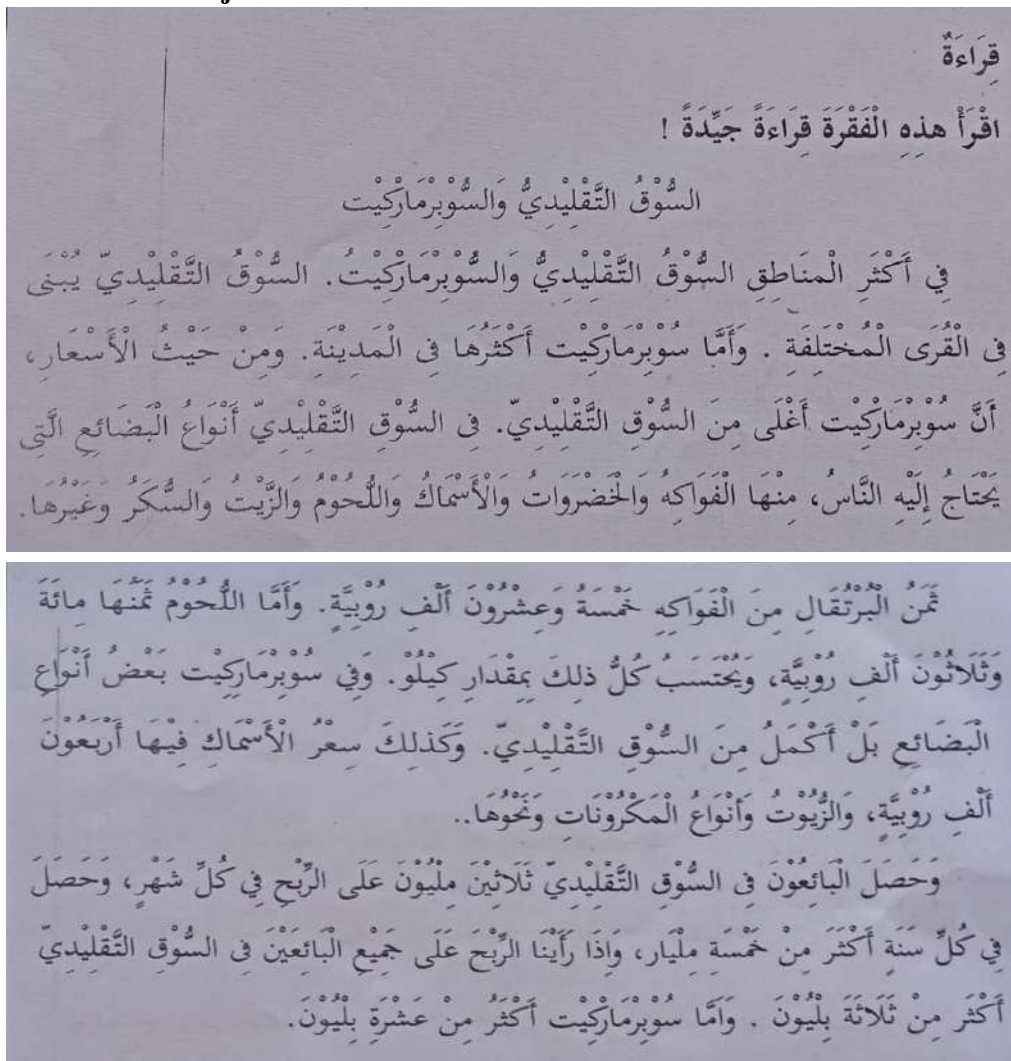 قِرَاءَةٌ
اقْرَأْ هذِهِ الْفَقْرَةَ قِرَاءَةً جَيِّدَةً !
السُّوْقُ التَّقْلِيْدِيُّ وَالسُّوْبِرْمَارْكِيْت
فِي أَكْثَرِ الْمنَاطِقِ السُّوْقُ التَّقْلِيْدِيُّ وَالسُّوْبِرْمَارْكِيْتُ. السُّوْقُ التَّقْلِيْدِيّ يُبْنَى
فِى الْقُرَى الْمُخْتَلِفَةِ . وَأَمَّا سُوْبِرْمَارْكِيْت أَكْثَرُهَا فِى الْمَدِيْنَةِ. وَمِنْ حَيْثُ الْأَسْعَارِ،
أَنَّ سُوْبِرْمَارْكِيْت أَغْلَى مِنَ السُّوْقِ التَّقْلِيْدِيّ. فِى السُّوْقِ التَّقْلِيْدِيّ أَنْوَاعُ الْبَضَائِعِ الَّتِى
يَحْتَاجُ إِلَيْهِ النَّاسُ، مِنْهَا الْفَوَاكِهُ وَالْخَضْرَوَاتُ وَالْأَسْمَاكُ وَاللُّحُوْمُ وَالزَّيْتُ وَالسُّكَرُ وَغَيْرُهَا.
ثَمَنُ الْبُرْتُقَالِ مِنَ الْفَوَاكِهِ خَمْسَةُ وَعِشْرُوْنَ أَلْفِ رُوْبِيَّةٍ. وَأَمَّا اللُّحُوْمُ ثَمَنُهَا مِائَةَ
وَثَلَاثُوْنَ أَلْفِ رُوْبِيَّةٍ، وَيُحْتَسَبُ كُلُّ ذلِكَ بِمِقْدَارِ كِيْلُوْ. وَفِي سُوْبِرْمَارِكِيْت بَعْضُ أَنْوَاعِ
الْبَضَائِعِ بَلْ أَكْمَلُ مِنَ السُّوْقِ التَّقْلِيْدِيّ. وَكَذلِكَ سِعْرُ الْأَسْمَاكِ فِيْهَا أَرْبَعُوْنَ
أَلْفِ رُوْبِيَّةٍ، وَالزُّيُوْتُ وَأَنْوَاعُ الْمَكْرُوْنَاتِ وَنَحْوُهَا..
وَحَصَلَ الْبَائِعُوْنَ فِى السُّوْقِ التَّقْلِيْدِيّ ثَلَاثِيْنَ مِلْيُوْنَ عَلَى الرِّبْحِ فِي كُلِّ شَهْرٍ، وَحَصَلَ
فِي كُلِّ سَنَةٍ أَكْثَرَ مِنْ خَمْسَةِ مِلْيَار، وَاِذَا رَأَيْنَا الرِّبْحَ عَلَى جَمِيْعِ الْبَائِعَيْنَ فِى السُّوْقِ التَّقْلِيْدِيّ
أَكْثَر مِنْ ثَلَاثَةَ بِلْيُوْنَ . وَاَمَّا سُوْبِرْمَارْكِيْت أَكْثَرُ مِنْ عَشْرَةِ بِلْيُوْنَ.